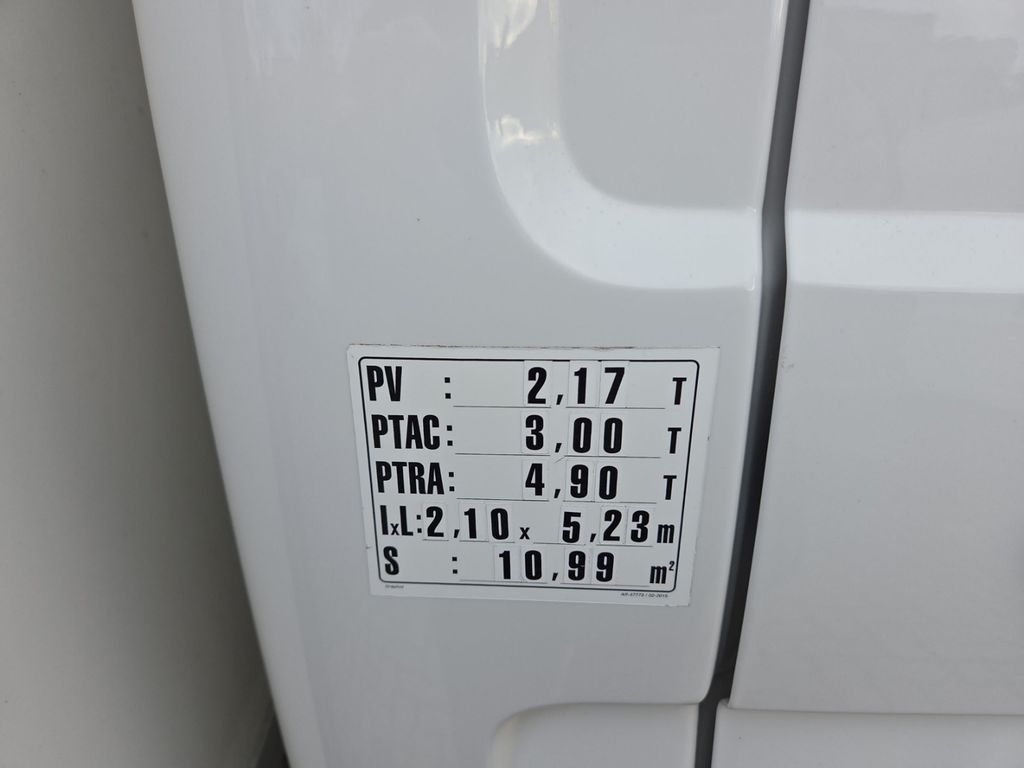 PV : 2,17 T
PTAC: 3,00 T
PTRA: 4,90 T
IxL: 2,10 x 5,23 m
S : 10,99 m²